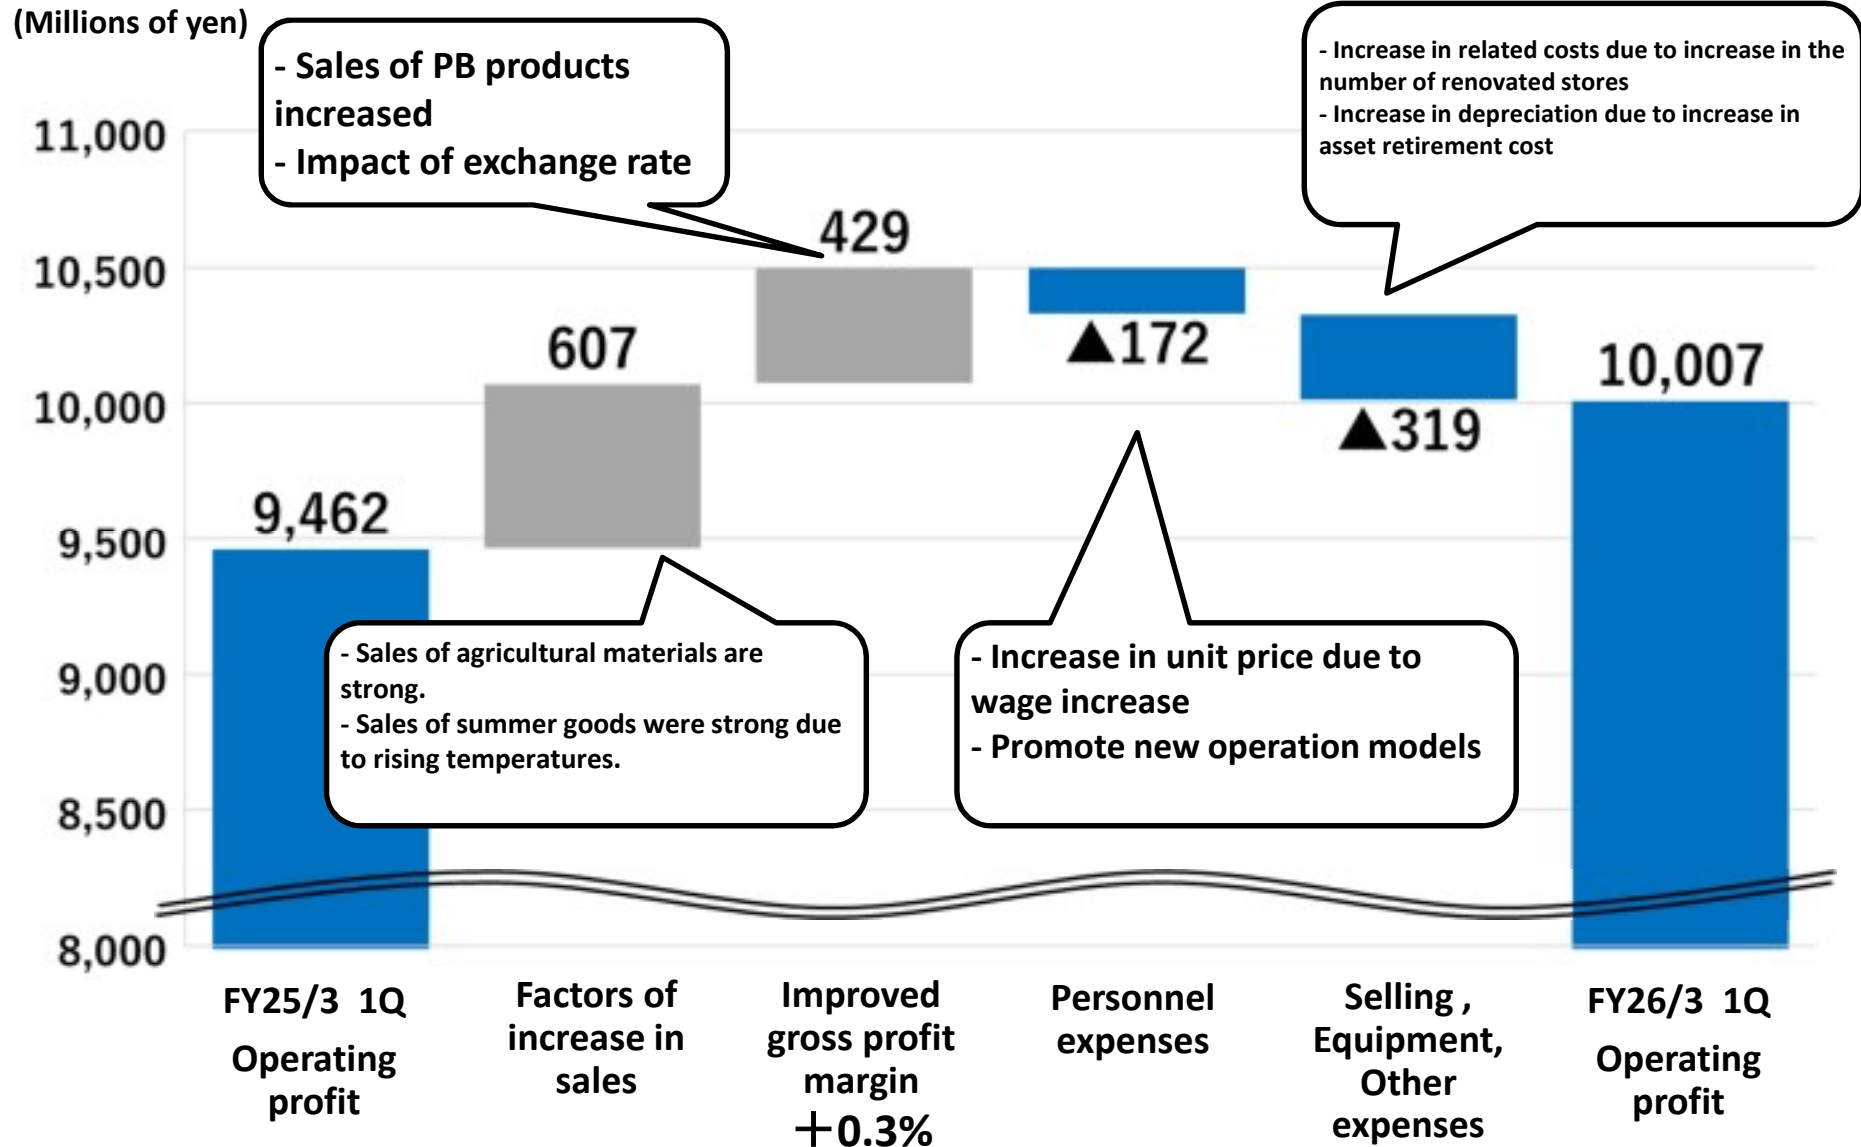 (Millions of yen)
- Sales of PB products
increased
- Impact of exchange rate
- Increase in related costs due to increase in the
number of renovated stores
- Increase in depreciation due to increase in
asset retirement cost
11,000
10,500
10,000
9,500
9,000
8,500
8,000
9,462
607
429
▲172
▲319
10,007
- Sales of agricultural materials are
strong.
- Sales of summer goods were strong due
to rising temperatures.
- Increase in unit price due to
wage increase
- Promote new operation models
FY25/3 1Q
Operating
profit
Factors of
increase in
sales
Improved
gross profit
margin
+0.3%
Personnel
expenses
Selling ,
Equipment,
Other
expenses
FY26/3 1Q
Operating
profit